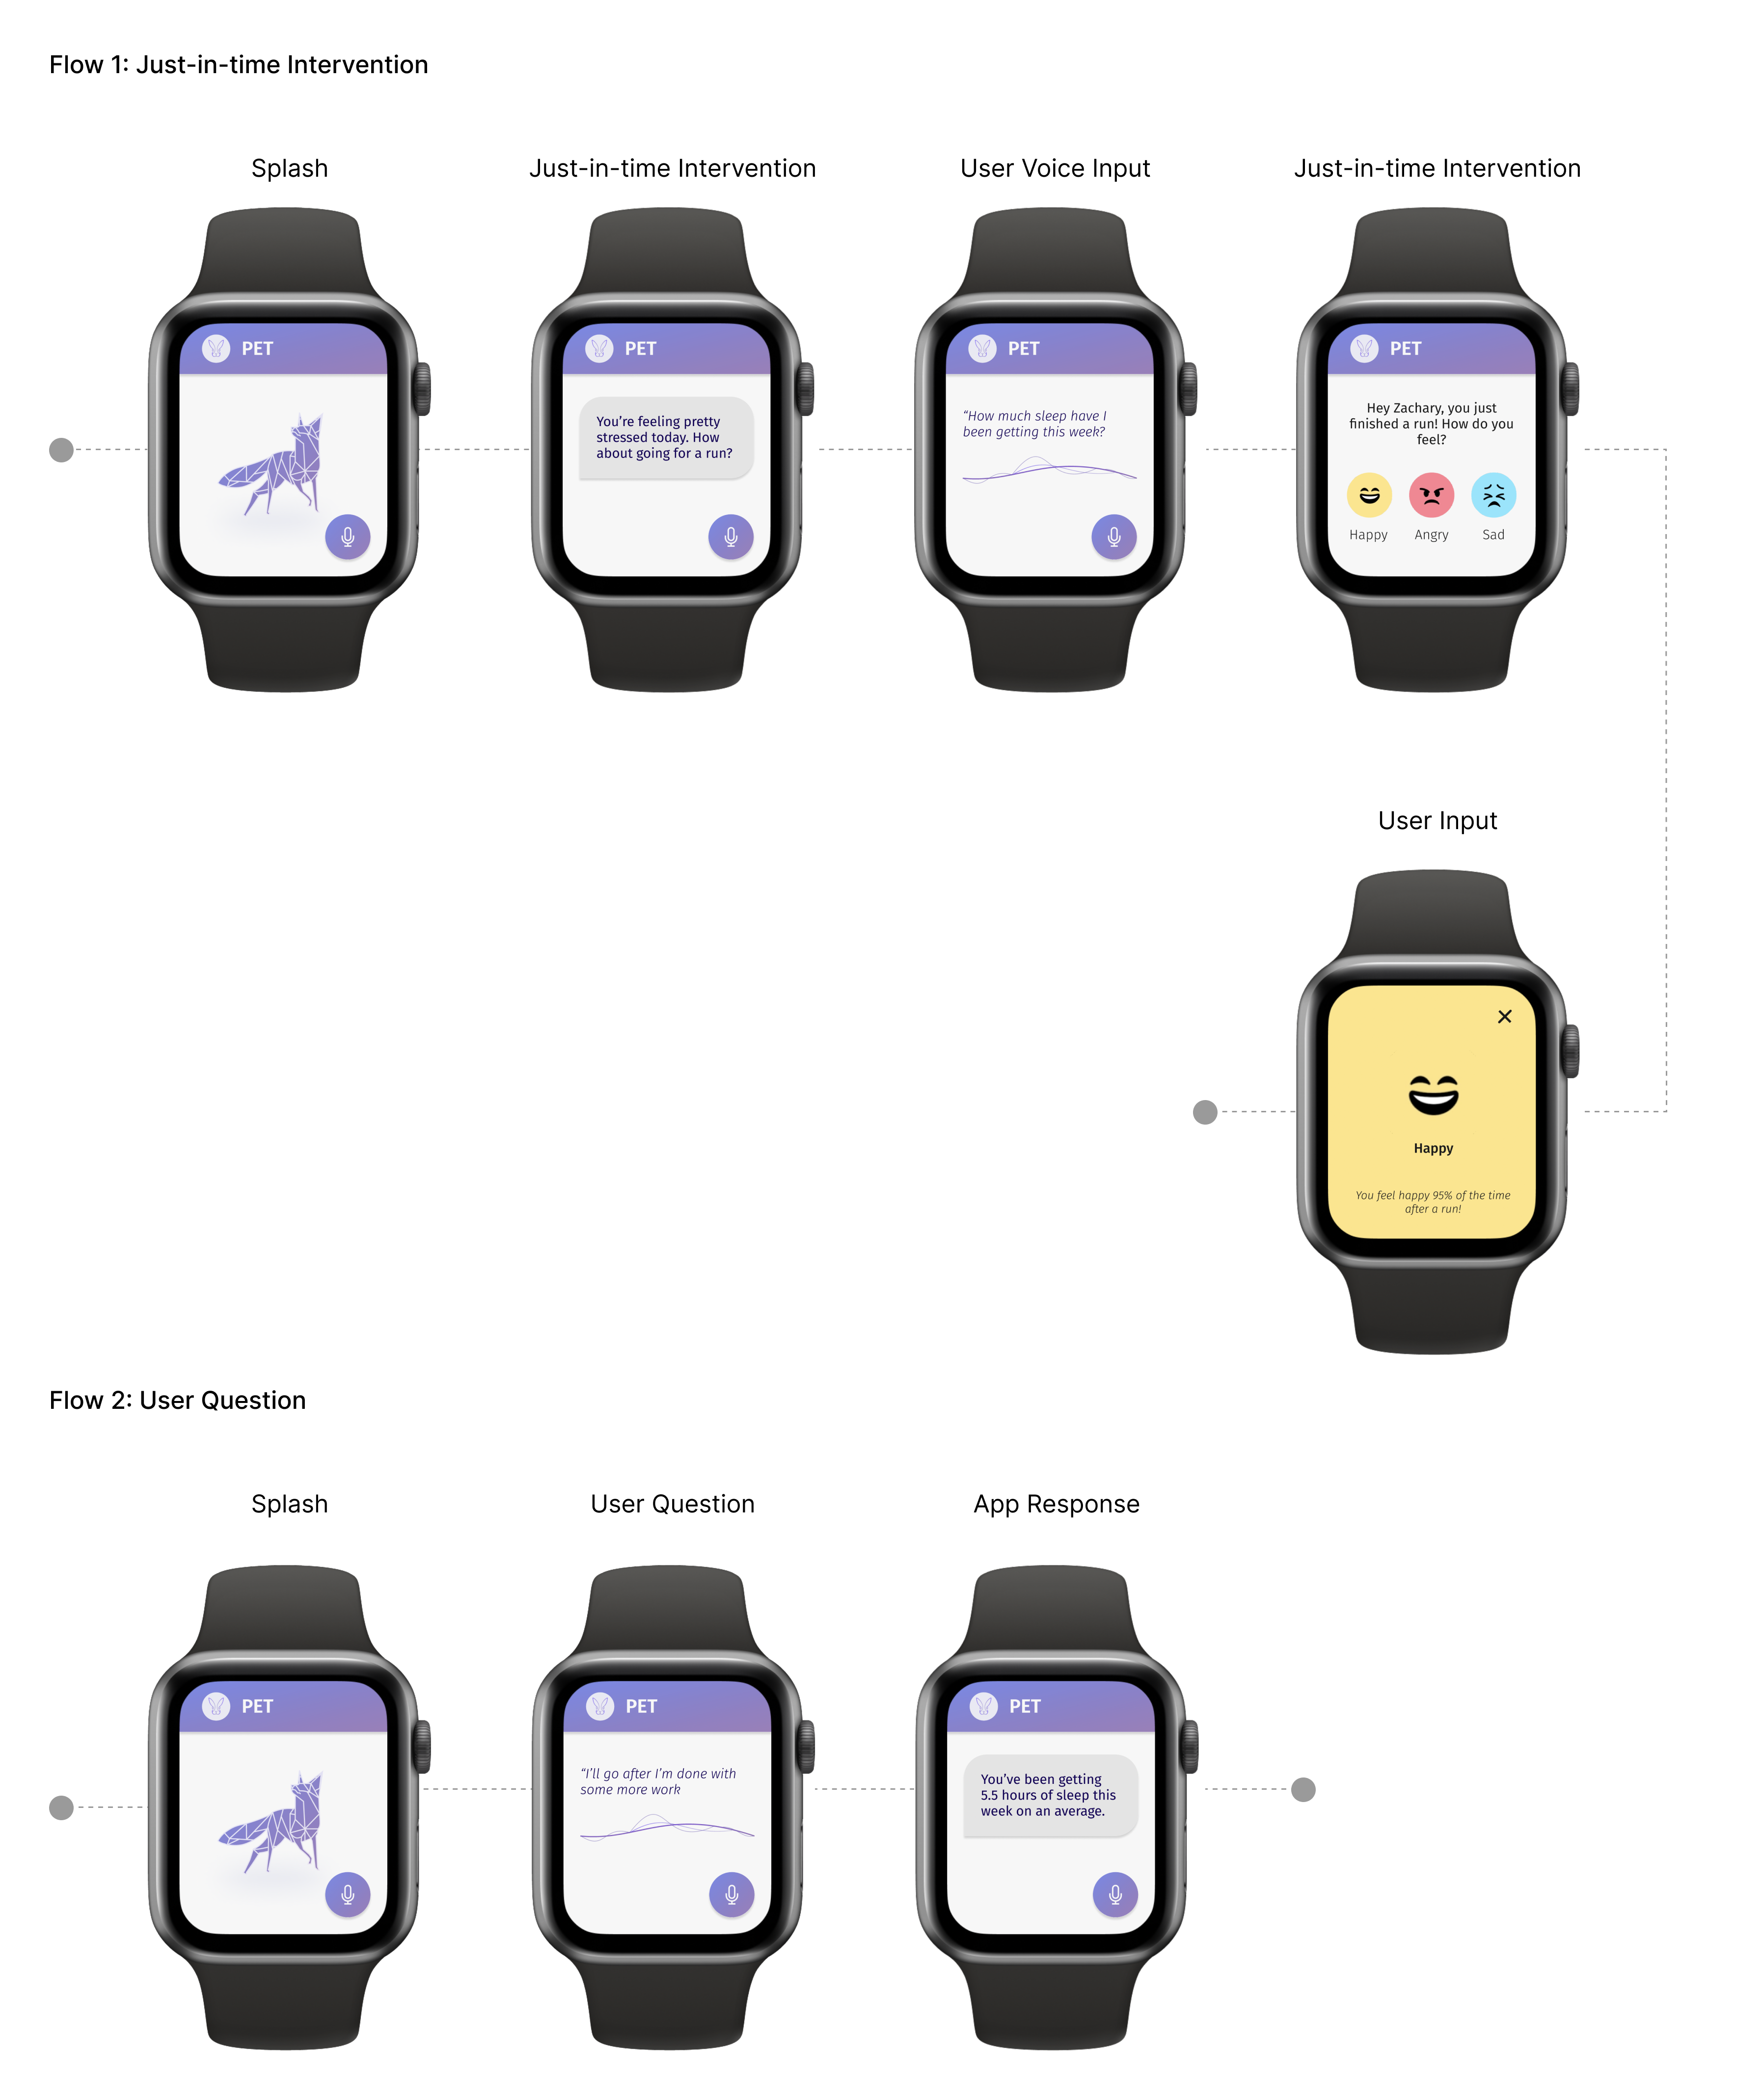 Flow 1: Just-in-time Intervention
Splash
Just-in-time Intervention
User Voice Input
Just-in-time Intervention
PET
PET
You're feeling pretty
stressed today. How
about going for a run?
PET
“How much sleep have I
been getting this week?
PET
Hey Zachary, you just
finished a run! How do you
feel?
Happy
Angry
Sad
User Input
Happy
You feel happy 95% of the time
after a run!
Flow 2: User Question
Splash
User Question
App Response
PET
PET
“I'll go after I'm done with
some more work
PET
You've been getting
5.5 hours of sleep this
week on an average.